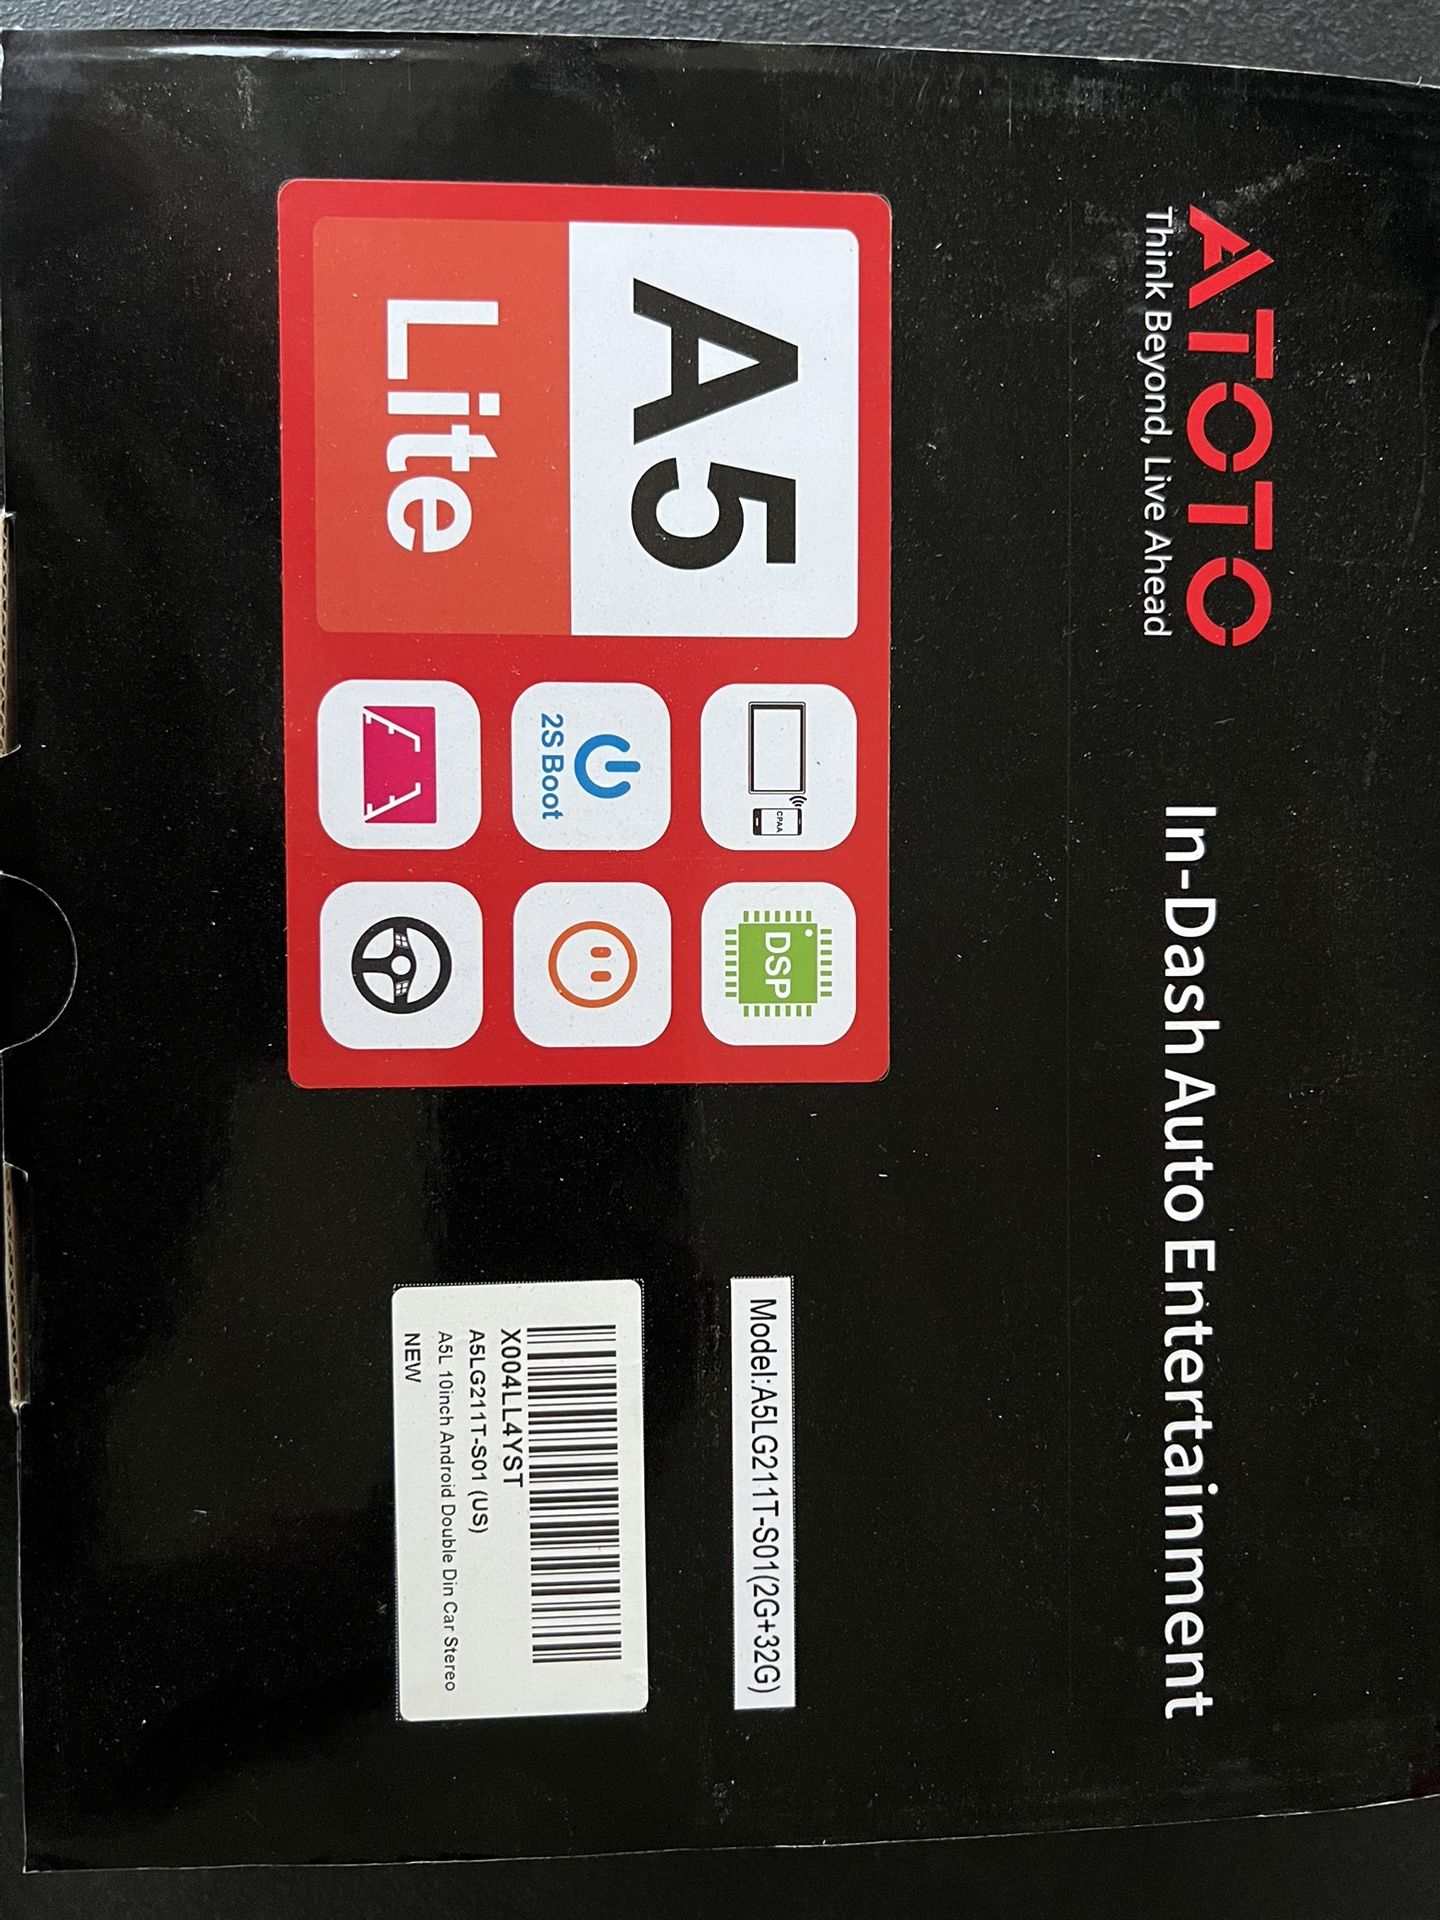 ATOTO
Think Beyond, Live Ahead
In-Dash Auto Entertainment
A5
Lite
CPAA
DSP
2S Boot
Model:A5LG211T-S01(2G+32G)
X004LL4YST
A5LG211T-S01 (US)
A5L 10inch Android Double Din Car Stereo
NEW